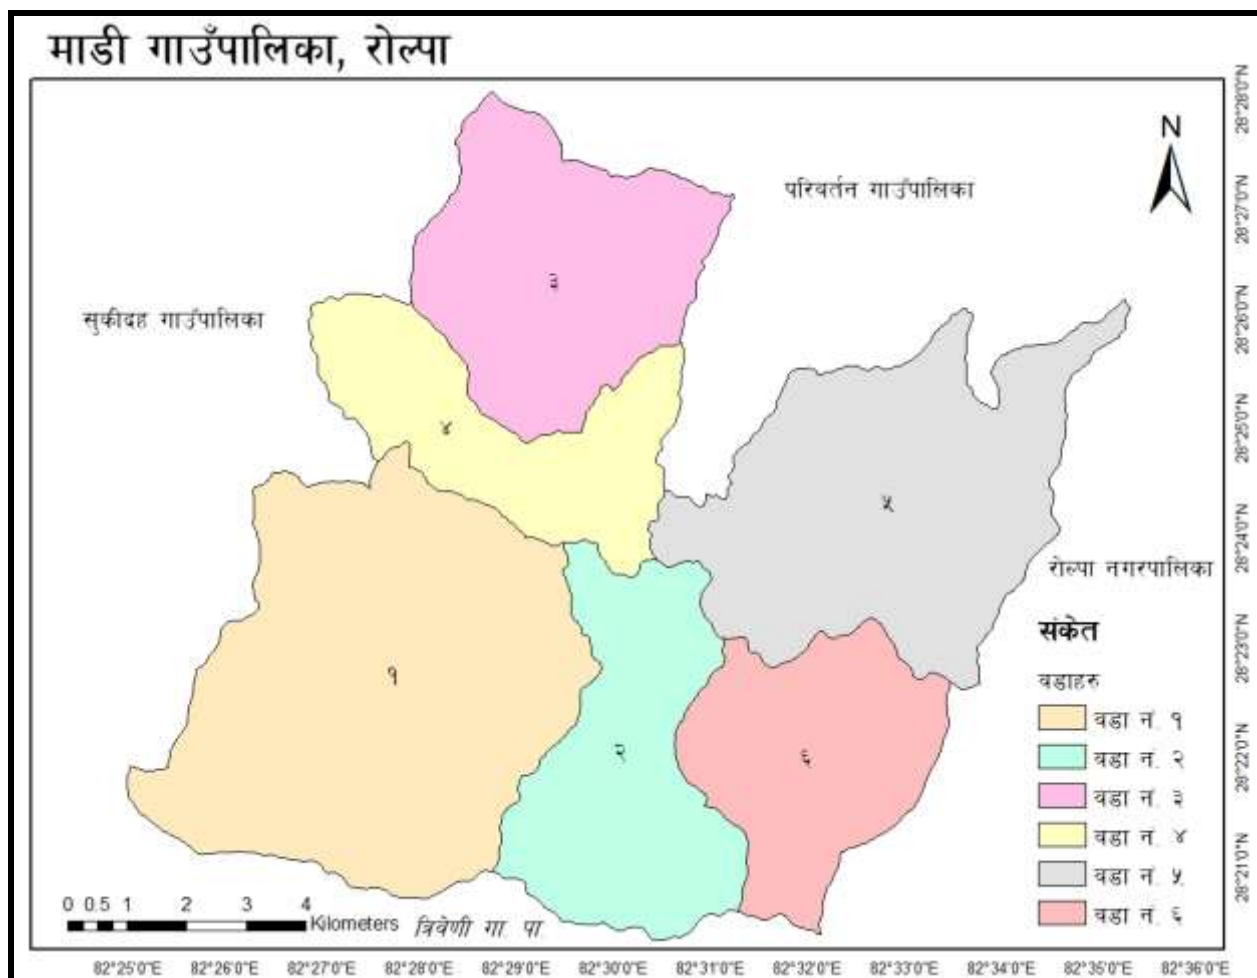 माडी गाउँपालिका, रोल्पा
N
परिवर्तन गाउँपालिका
सुकीदह गाउँपालिका
३
४
५
१
२
६
रोल्पा नगरपालिका
संकेत
वडाहरु
वडा नं. १
वडा नं. २
वडा नं. ३
वडा नं. ४
वडा नं. ५
वडा नं. ६
0 0.5 1 2 3 4
Kilometers
त्रिवेणी गा. पा.
82°25'0"E 82°26'0"E 82°27'0"E 82°28'0"E 82°29'0"E 82°30'0"E 82°31'0"E 82°32'0"E 82°33'0"E 82°34'0"E 82°35'0"E 82°36'0"E
28°28'0"N
28°27'0"N
28°26'0"N
28°25'0"N
28°24'0"N
28°23'0"N
28°22'0"N
28°21'0"N